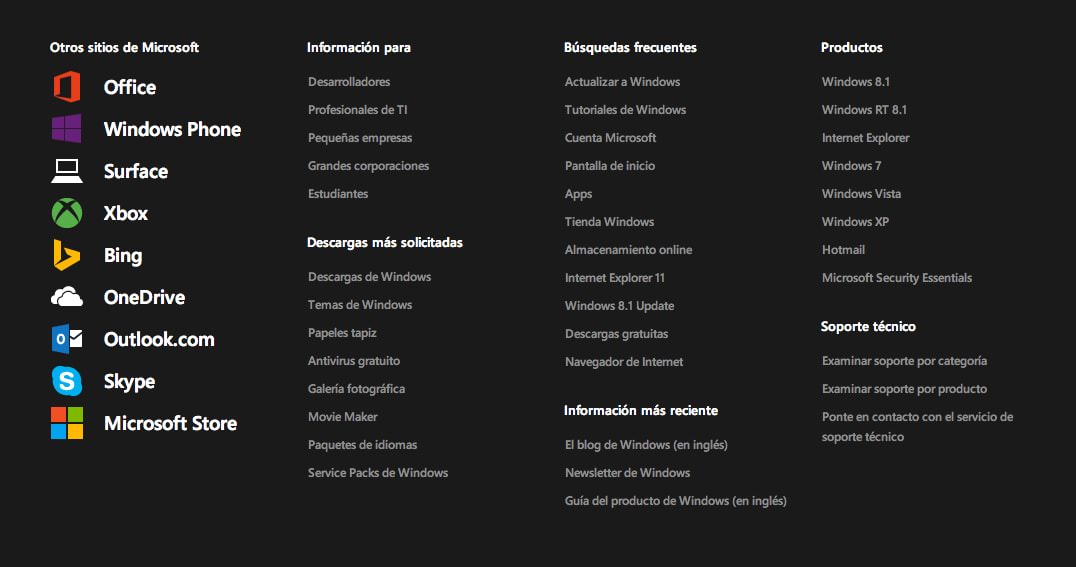 Otros sitios de Microsoft
Office
Windows Phone
Surface
Xbox
Bing
OneDrive
Outlook.com
Skype
Microsoft Store
Información para
Desarrolladores
Profesionales de TI
Pequeñas empresas
Grandes corporaciones
Estudiantes
Descargas más solicitadas
Descargas de Windows
Temas de Windows
Papeles tapiz
Antivirus gratuito
Galería fotográfica
Movie Maker
Paquetes de idiomas
Service Packs de Windows
Búsquedas frecuentes
Actualizar a Windows
Tutoriales de Windows
Cuenta Microsoft
Pantalla de inicio
Apps
Tienda Windows
Almacenamiento online
Internet Explorer 11
Windows 8.1 Update
Descargas gratuitas
Navegador de Internet
Información más reciente
El blog de Windows (en inglés)
Newsletter de Windows
Guía del producto de Windows (en inglés)
Productos
Windows 8.1
Windows RT 8.1
Internet Explorer
Windows 7
Windows Vista
Windows XP
Hotmail
Microsoft Security Essentials
Soporte técnico
Examinar soporte por categoría
Examinar soporte por producto
Ponte en contacto con el servicio de
soporte técnico